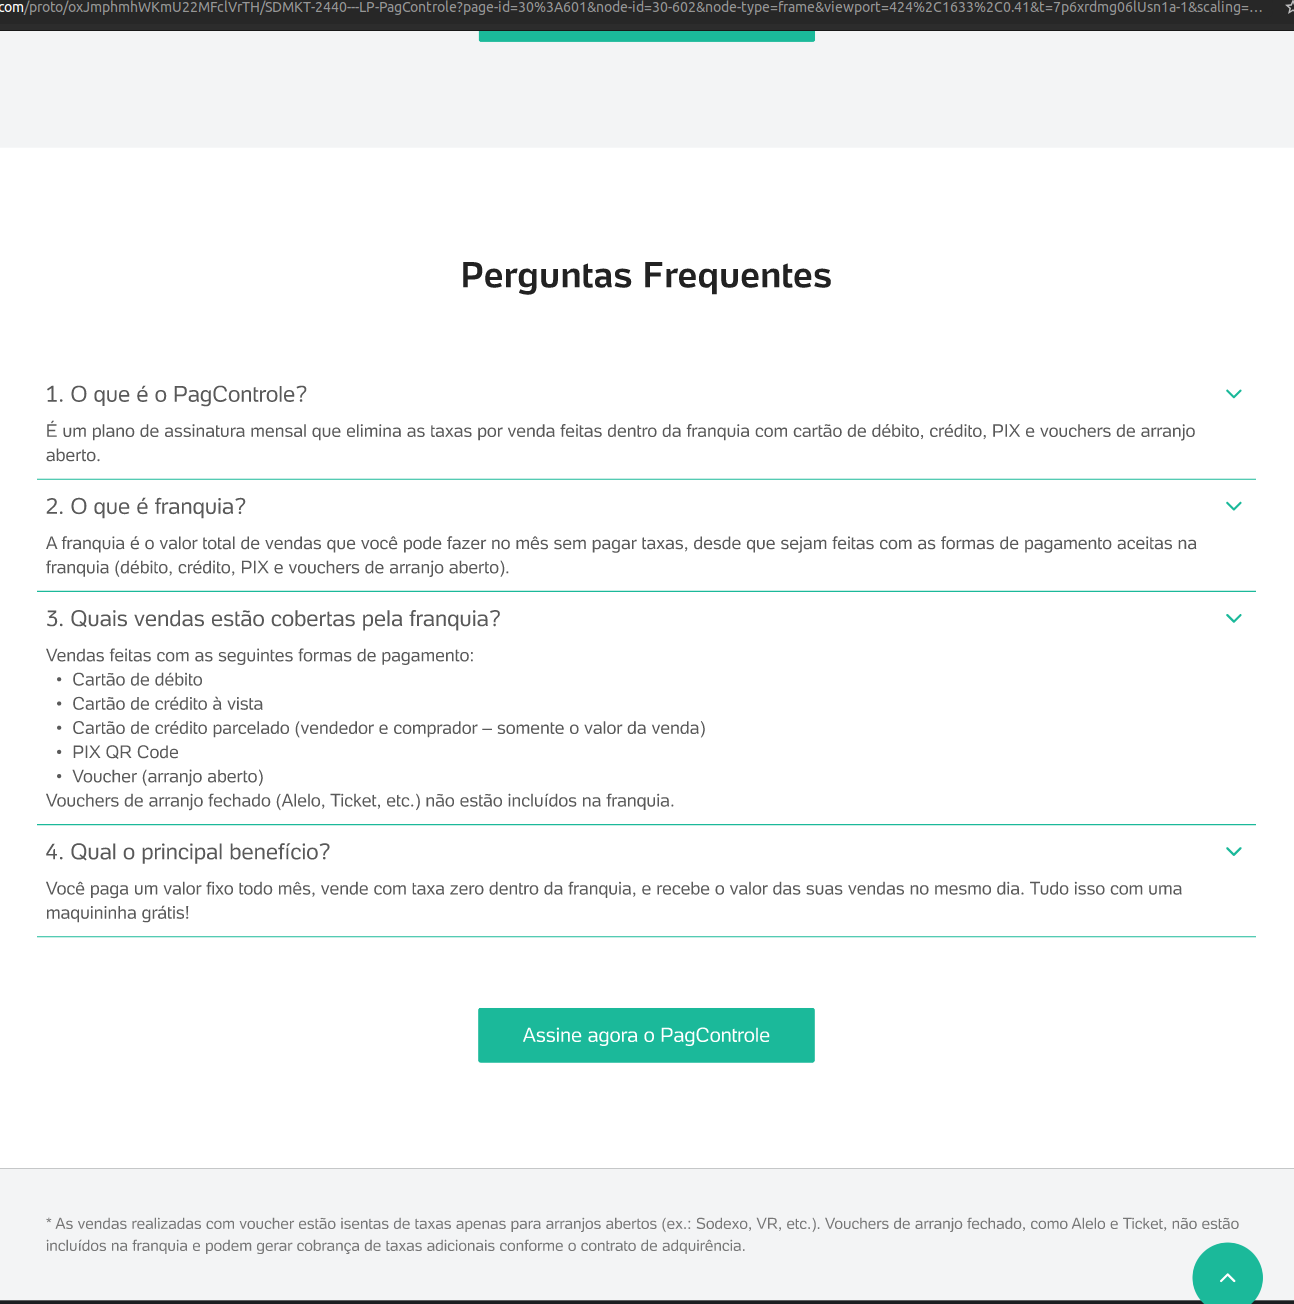 com/proto/oxJmphmhWKmU22MFclVrTH/SDMKT-2440---LP-PagControle?page-id=30%3A601&node-id=30-602&node-type=frame&viewport=424%2C1633%2C0.41&t=7p6xrdmg06lUsn1a-1&scaling=...
Perguntas Frequentes
1. O que é o PagControle?
É um plano de assinatura mensal que elimina as taxas por venda feitas dentro da franquia com cartão de débito, crédito, PIX e vouchers de arranjo
aberto.
2. O que é franquia?
A franquia é o valor total de vendas que você pode fazer no mês sem pagar taxas, desde que sejam feitas com as formas de pagamento aceitas na
franquia (débito, crédito, PIX e vouchers de arranjo aberto).
3. Quais vendas estão cobertas pela franquia?
Vendas feitas com as seguintes formas de pagamento:
• Cartão de débito
• Cartão de crédito à vista
• Cartão de crédito parcelado (vendedor e comprador – somente o valor da venda)
• PIX QR Code
• Voucher (arranjo aberto)
Vouchers de arranjo fechado (Alelo, Ticket, etc.) não estão incluídos na franquia.
4. Qual o principal benefício?
Você paga um valor fixo todo mês, vende com taxa zero dentro da franquia, e recebe o valor das suas vendas no mesmo dia. Tudo isso com uma
maquininha grátis!
Assine agora o PagControle
* As vendas realizadas com voucher estão isentas de taxas apenas para arranjos abertos (ex.: Sodexo, VR, etc.). Vouchers de arranjo fechado, como Alelo e Ticket, não estão
incluídos na franquia e podem gerar cobrança de taxas adicionais conforme o contrato de adquirência.